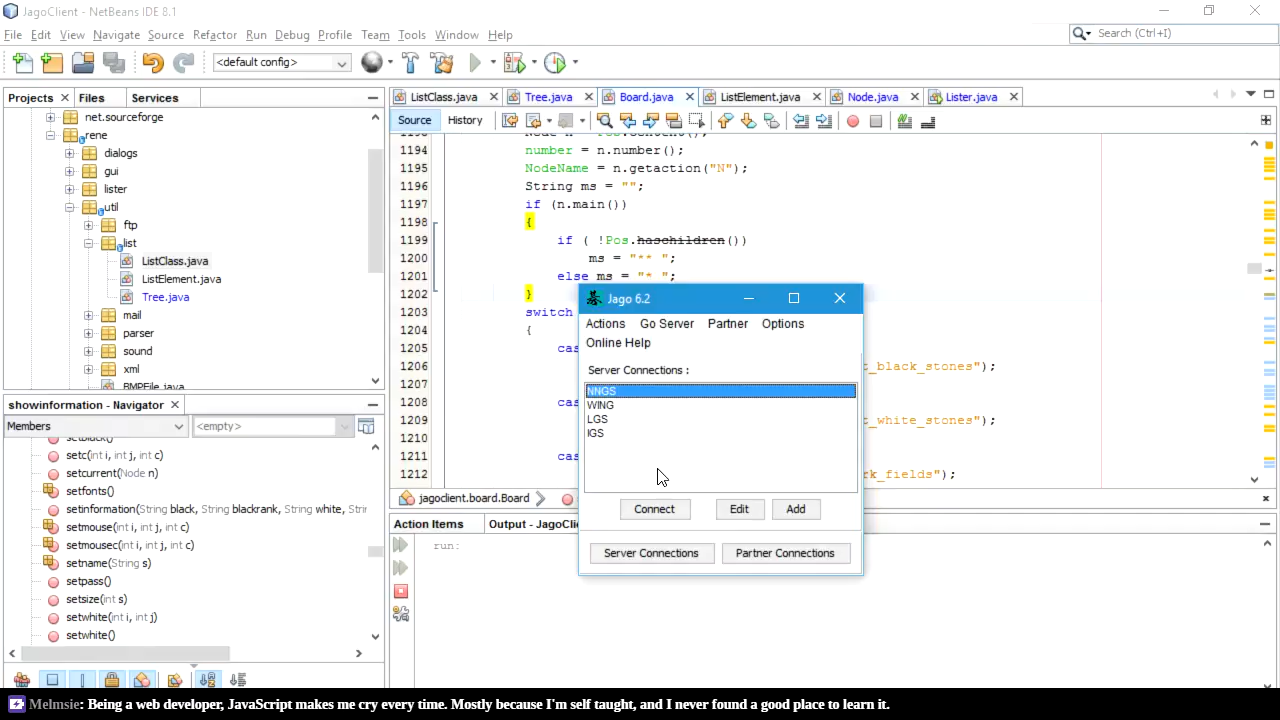 JagoClient - NetBeans IDE 8.1
File Edit View Navigate Source Refactor Run Debug Profile Team Tools Window Help
Search (Ctrl+I)
<default config>
Projects Files Services
ListClass.java Tree.java Board.java ListElement.java Node.java Lister.java
Source History
net.sourceforge
rene
dialogs
gui
lister
util
ftp
list
ListClass.java
ListElement.java
Tree.java
mail
parser
sound
xml
BMPFile.java
1194 number = n.number();
1195 NodeName = n.getaction("N");
1196 String ms = "";
1197 if (n.main())
1198 {
1199 if ( !Pos.haschildren())
1200 ms = "** ";
1201 else ms = "* ";
1202 }
1203 switch
1204 {
1205 cas
1206 t_black_stones");
1207
1208 cas
1209 t_white_stones");
1210
1211 cas
1212 rk_fields");
jagoclient.board.Board
Jago 6.2
Actions Go Server Partner Options
Online Help
Server Connections :
NNGS
WING
LGS
IGS
Connect Edit Add
Server Connections Partner Connections
showinformation - Navigator
Members <empty>
setblack()
setc(int i, int j, int c)
setcurrent(Node n)
setfonts()
setinformation(String black, String blackrank, String white, Str
setmouse(int i, int j, int c)
setmousec(int i, int j, int c)
setname(String s)
setpass()
setsize(int s)
setwhite(int i, int j)
setwhite()
Action Items Output - JagoClie
run:
Melmsie: Being a web developer, JavaScript makes me cry every time. Mostly because I'm self taught, and I never found a good place to learn it.